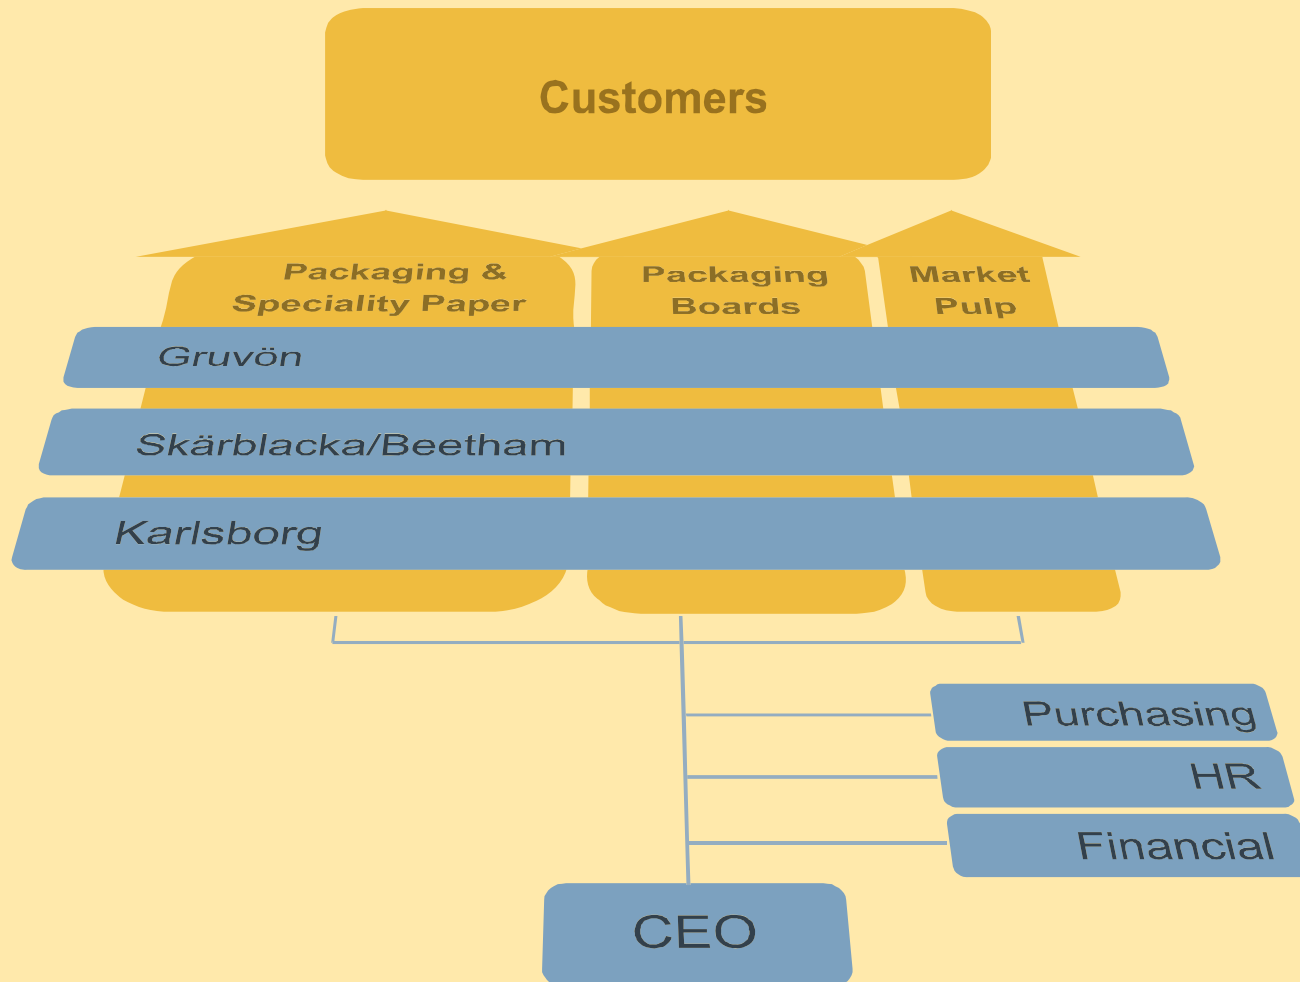 Customers
Packaging &
Speciality Paper
Packaging
Boards
Market
Pulp
Gruvön
Skärblacka/Beetham
Karlsborg
Purchasing
HR
Financial
CEO